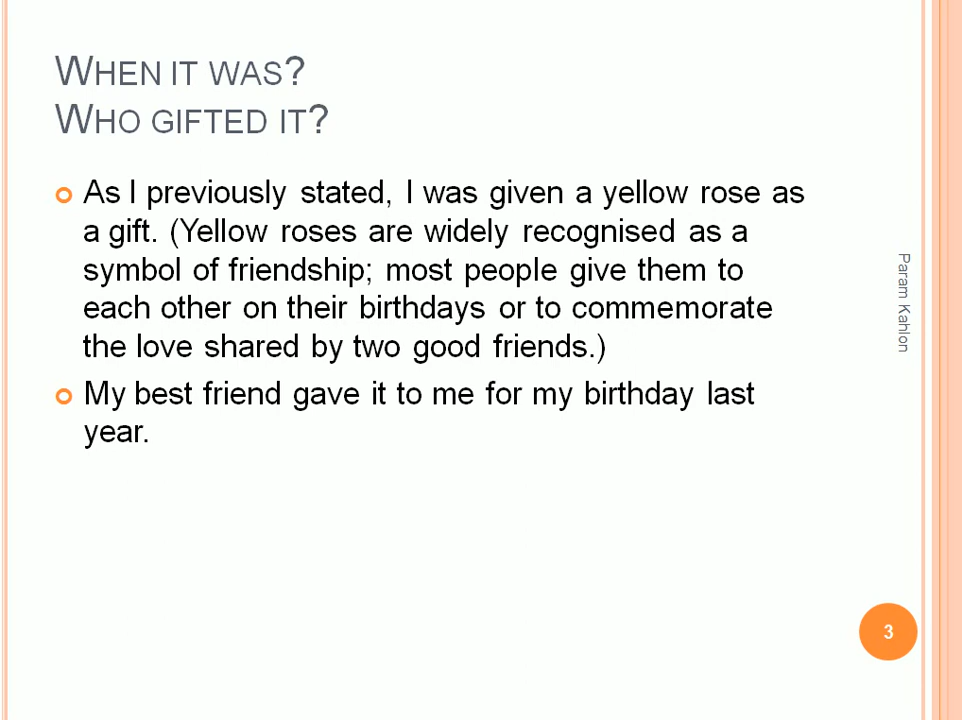 WHEN IT WAS?
WHO GIFTED IT?
As I previously stated, I was given a yellow rose as
a gift. (Yellow roses are widely recognised as a
symbol of friendship; most people give them to
each other on their birthdays or to commemorate
the love shared by two good friends.)
My best friend gave it to me for my birthday last
year.
Param Kahlon
3